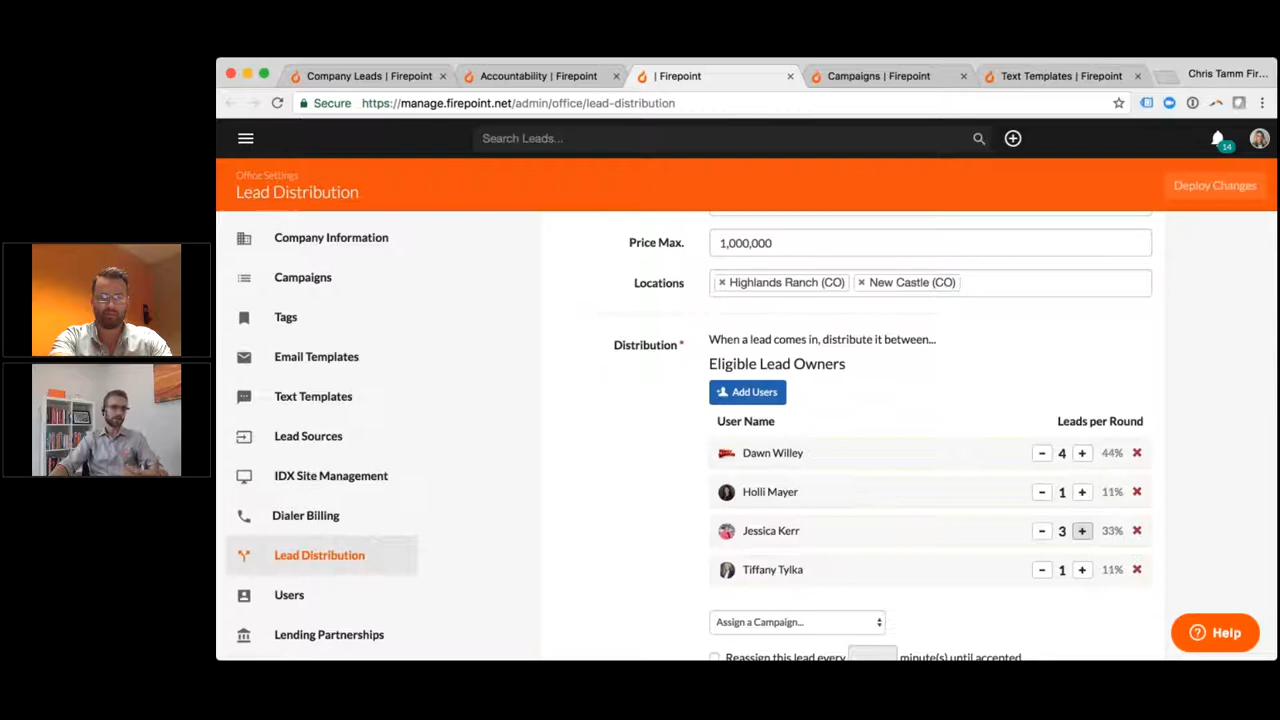 Company Leads | Firepoint
Accountability | Firepoint
| Firepoint
Campaigns | Firepoint
Text Templates | Firepoint
Chris Tamm Fir...
Secure
https://manage.firepoint.net/admin/office/lead-distribution
Search Leads...
14
Office Settings
Lead Distribution
Deploy Changes
Company Information
Campaigns
Tags
Email Templates
Text Templates
Lead Sources
IDX Site Management
Dialer Billing
Lead Distribution
Users
Lending Partnerships
Price Max.
1,000,000
Locations
× Highlands Ranch (CO) × New Castle (CO)
Distribution *
When a lead comes in, distribute it between...
Eligible Lead Owners
Add Users
User Name Leads per Round
Dawn Willey - 4 + 44% ×
Holli Mayer - 1 + 11% ×
Jessica Kerr - 3 + 33% ×
Tiffany Tylka - 1 + 11% ×
Assign a Campaign...
Reassign this lead every minute(s) until accepted
Help